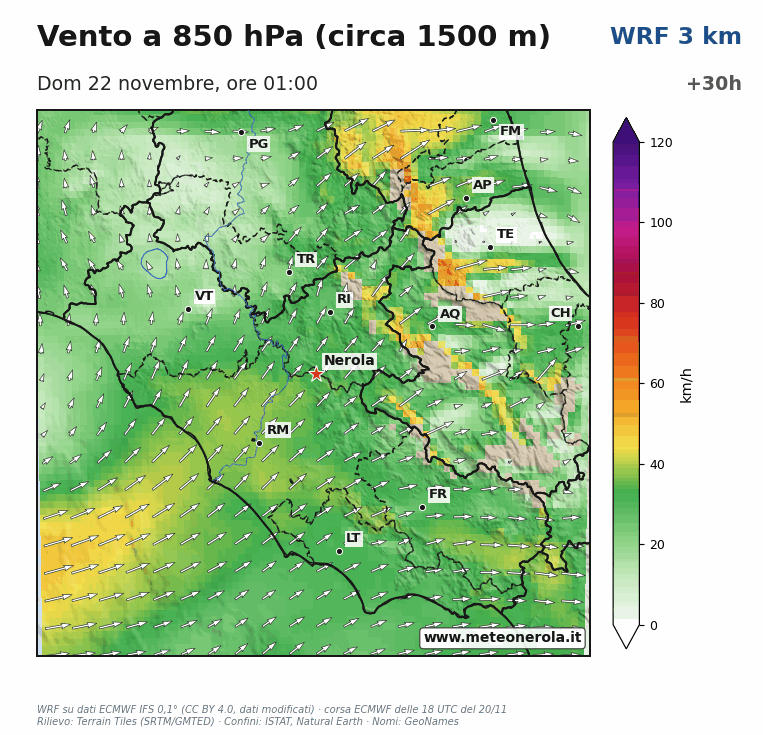 Vento a 850 hPa (circa 1500 m)
WRF 3 km
Dom 22 novembre, ore 01:00
+30h
FM
PG
AP
TE
TR
VT
RI
AQ
CH
Nerola
RM
FR
LT
www.meteonerola.it
120
100
80
60
40
20
0
km/h
WRF su dati ECMWF IFS 0,1° (CC BY 4.0, dati modificati) · corsa ECMWF delle 18 UTC del 20/11
Rilievo: Terrain Tiles (SRTM/GMTED) · Confini: ISTAT, Natural Earth · Nomi: GeoNames